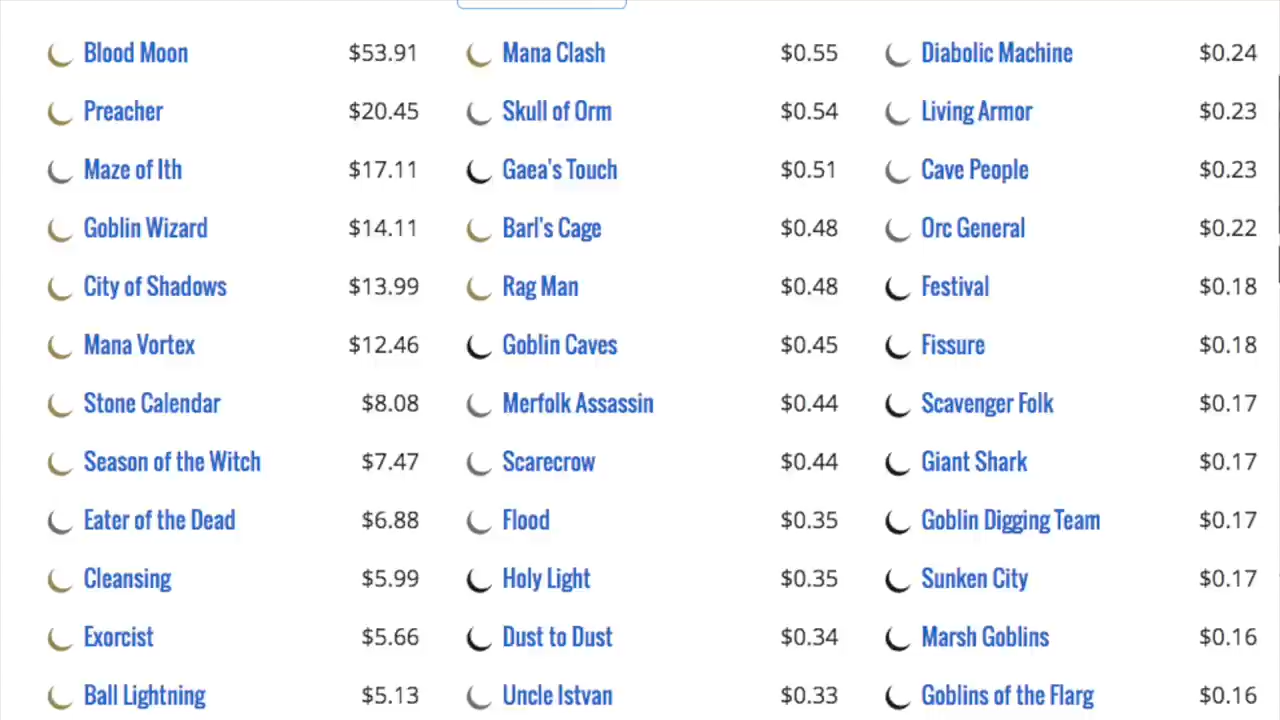 Blood Moon $53.91
Preacher $20.45
Maze of Ith $17.11
Goblin Wizard $14.11
City of Shadows $13.99
Mana Vortex $12.46
Stone Calendar $8.08
Season of the Witch $7.47
Eater of the Dead $6.88
Cleansing $5.99
Exorcist $5.66
Ball Lightning $5.13
Mana Clash $0.55
Skull of Orm $0.54
Gaea's Touch $0.51
Barl's Cage $0.48
Rag Man $0.48
Goblin Caves $0.45
Merfolk Assassin $0.44
Scarecrow $0.44
Flood $0.35
Holy Light $0.35
Dust to Dust $0.34
Uncle Istvan $0.33
Diabolic Machine $0.24
Living Armor $0.23
Cave People $0.23
Orc General $0.22
Festival $0.18
Fissure $0.18
Scavenger Folk $0.17
Giant Shark $0.17
Goblin Digging Team $0.17
Sunken City $0.17
Marsh Goblins $0.16
Goblins of the Flarg $0.16